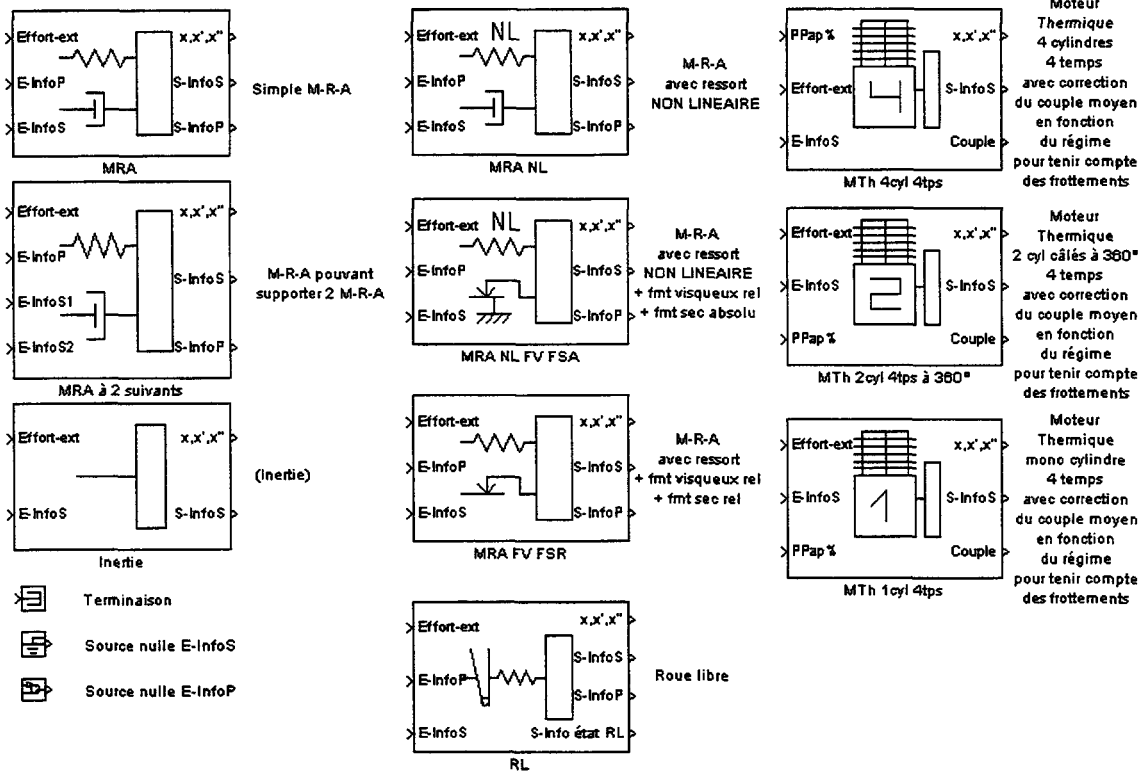 Effort-ext
x,x',x''
E-InfoP
S-InfoS
E-InfoS
S-InfoP
MRA
Simple M-R-A
Effort-ext
x,x',x''
E-InfoP
E-InfoS1
E-InfoS2
S-InfoS
S-InfoP
MRA à 2 suivants
M-R-A pouvant
supporter 2 M-R-A
Effort-ext
x,x',x''
E-InfoS
S-InfoS
Inertie
(Inertie)
Terminaison
Source nulle E-InfoS
Source nulle E-InfoP
Effort-ext
NL
x,x',x''
E-InfoP
S-InfoS
E-InfoS
S-InfoP
MRA NL
M-R-A
avec ressort
NON LINEAIRE
Effort-ext
NL
x,x',x''
E-InfoP
S-InfoS
E-InfoS
S-InfoP
MRA NL FV FSA
M-R-A
avec ressort
NON LINEAIRE
+ fmt visqueux rel
+ fmt sec absolu
Effort-ext
x,x',x''
E-InfoP
S-InfoS
E-InfoS
S-InfoP
MRA FV FSR
M-R-A
avec ressort
+ fmt visqueux rel
+ fmt sec rel
Effort-ext
x,x',x''
S-InfoS
E-InfoP
S-InfoP
E-InfoS
S-Info état RL
RL
Roue libre
PPap %
x,x',x''
Effort-ext
4
S-InfoS
E-InfoS
Couple
MTh 4cyl 4tps
Moteur
Thermique
4 cylindres
4 temps
avec correction
du couple moyen
en fonction
du régime
pour tenir compte
des frottements
Effort-ext
x,x',x''
E-InfoS
2
S-InfoS
PPap %
Couple
MTh 2cyl 4tps à 360°
Moteur
Thermique
2 cyl câlés à 360°
4 temps
avec correction
du couple moyen
en fonction
du régime
pour tenir compte
des frottements
Effort-ext
x,x',x''
E-InfoS
1
S-InfoS
PPap %
Couple
MTh 1cyl 4tps
Moteur
Thermique
mono cylindre
4 temps
avec correction
du couple moyen
en fonction
du régime
pour tenir compte
des frottements